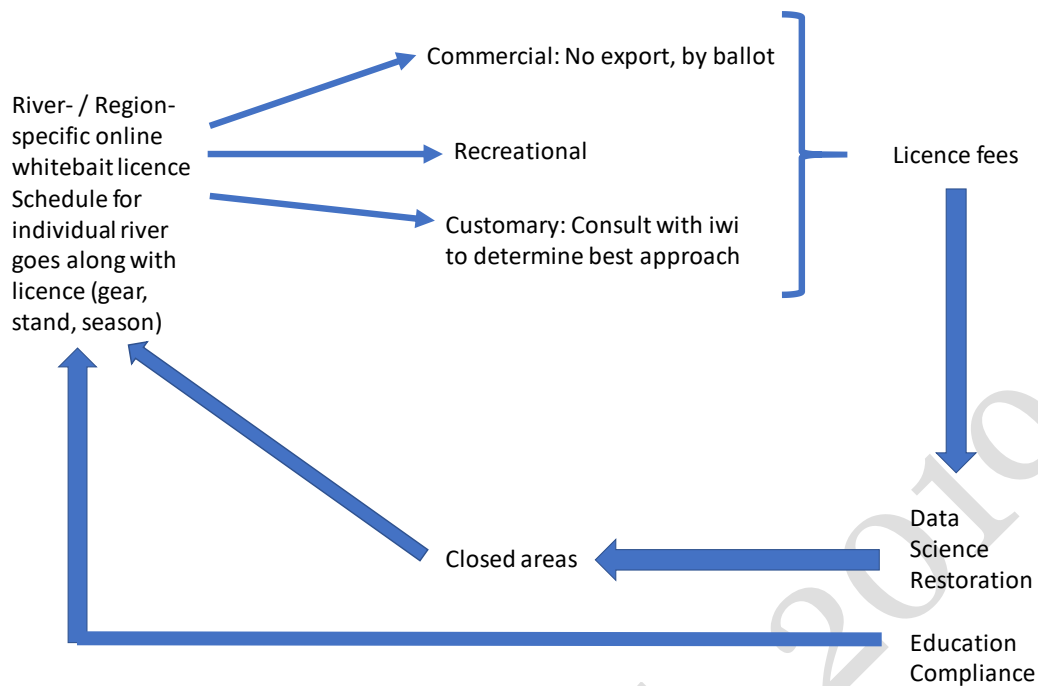 River- / Region-
specific online
whitebait licence
Schedule for
individual river
goes along with
licence (gear,
stand, season)
Commercial: No export, by ballot
Recreational
Customary: Consult with iwi
to determine best approach
Licence fees
Data
Science
Restoration
Closed areas
Education
Compliance
2010